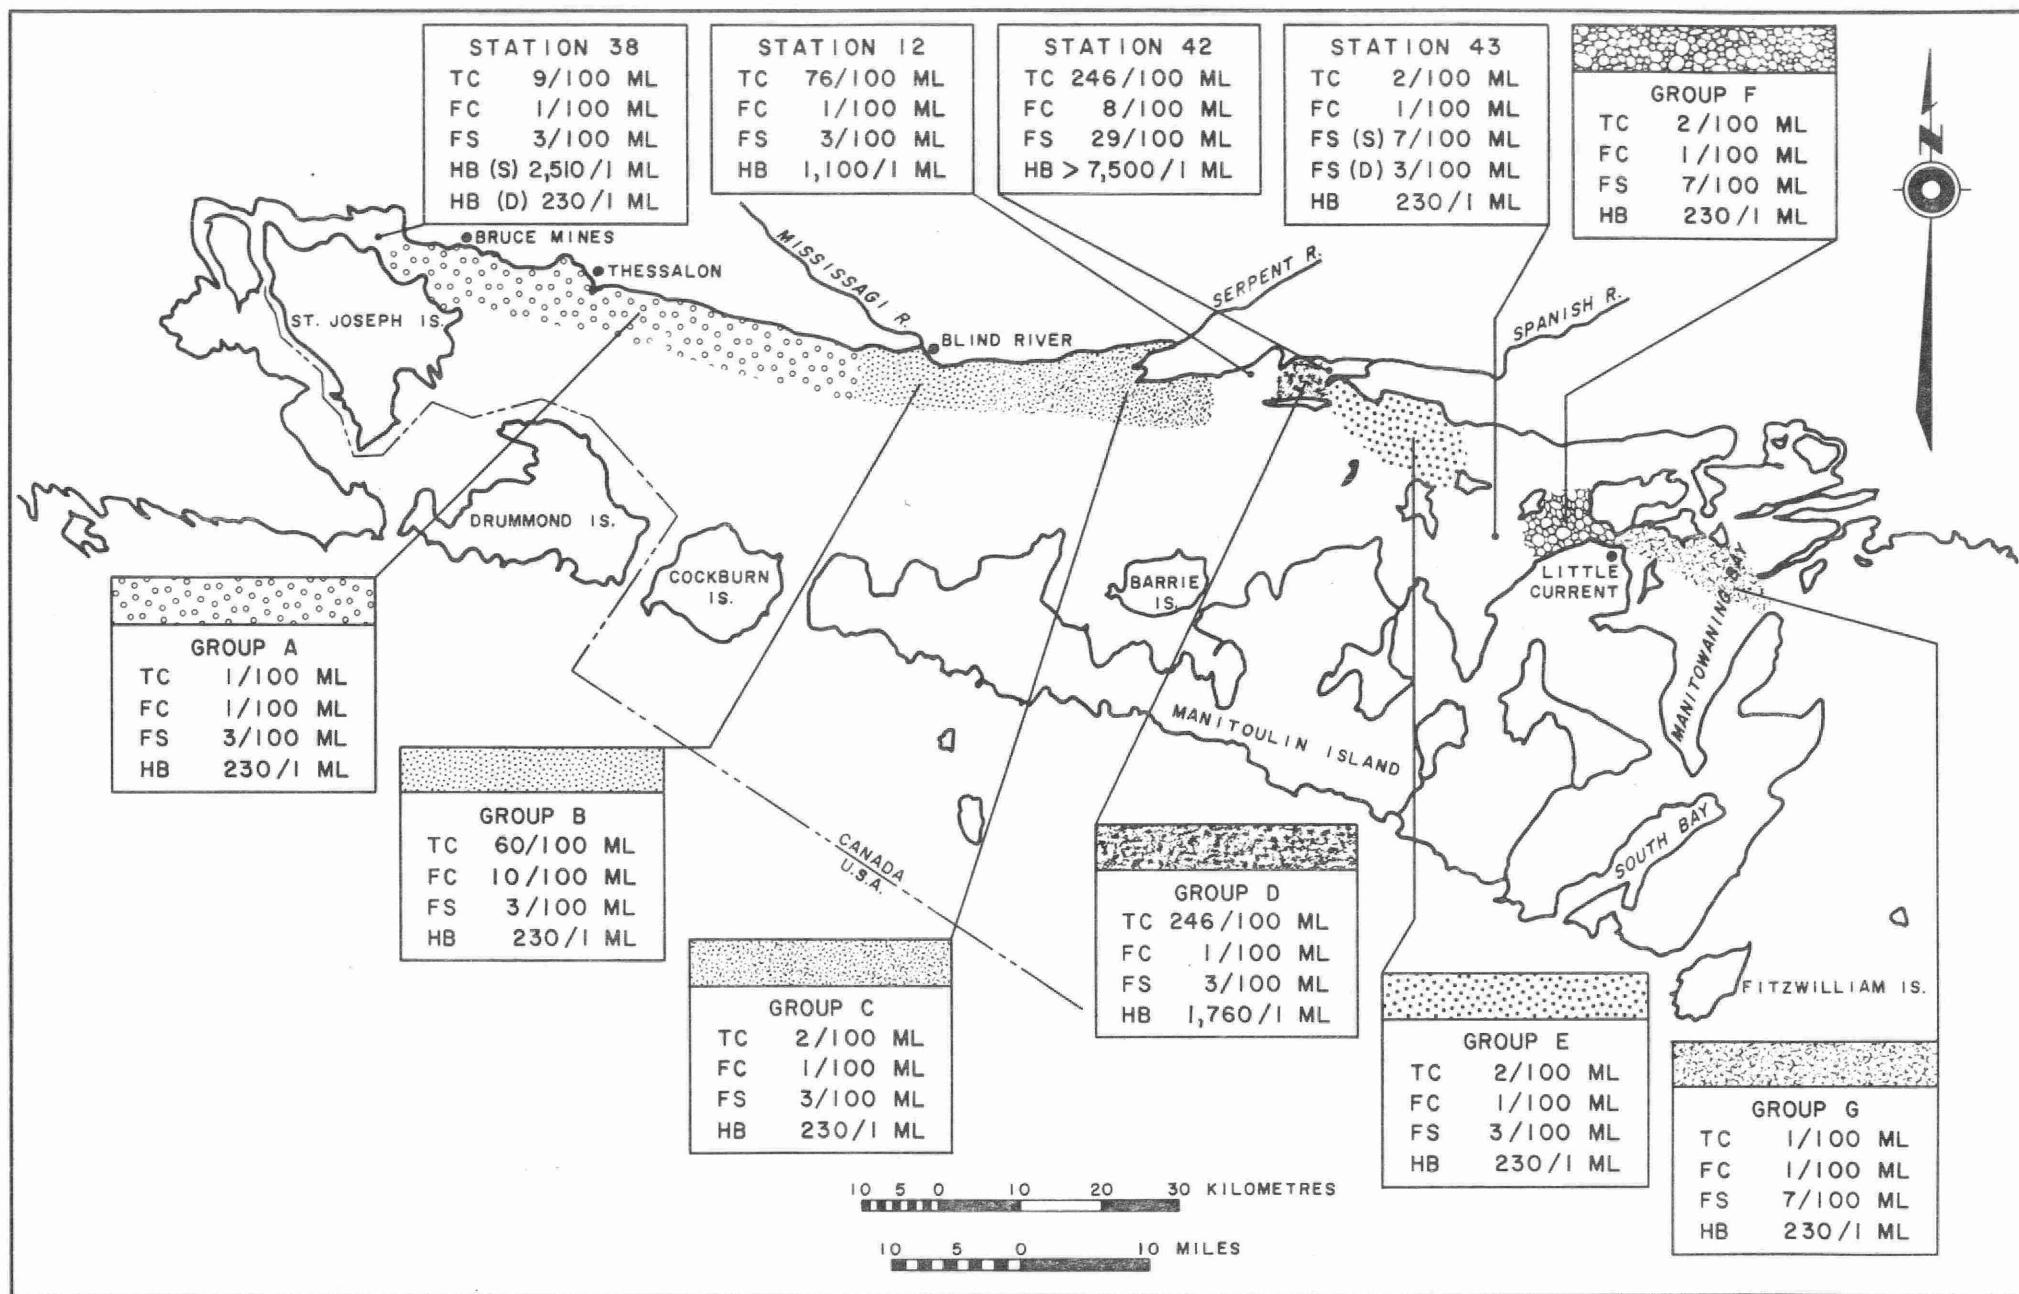 STATION 38
TC 9/100 ML
FC 1/100 ML
FS 3/100 ML
HB (S) 2,510/1 ML
HB (D) 230/1 ML
STATION 12
TC 76/100 ML
FC 1/100 ML
FS 3/100 ML
HB 1,100/1 ML
STATION 42
TC 246/100 ML
FC 8/100 ML
FS 29/100 ML
HB > 7,500/1 ML
STATION 43
TC 2/100 ML
FC 1/100 ML
FS (S) 7/100 ML
FS (D) 3/100 ML
HB 230/1 ML
GROUP F
TC 2/100 ML
FC 1/100 ML
FS 7/100 ML
HB 230/1 ML
N
BRUCE MINES
THESSALON
MISSISSAGI R.
SERPENT R.
SPANISH R.
ST. JOSEPH IS.
BLIND RIVER
DRUMMOND IS.
COCKBURN
IS.
BARRIE
IS.
LITTLE
CURRENT
MANITOWANING BAY
MANITOULIN ISLAND
SOUTH BAY
FITZWILLIAM IS.
CANADA
U.S.A.
GROUP A
TC 1/100 ML
FC 1/100 ML
FS 3/100 ML
HB 230/1 ML
GROUP B
TC 60/100 ML
FC 10/100 ML
FS 3/100 ML
HB 230/1 ML
GROUP C
TC 2/100 ML
FC 1/100 ML
FS 3/100 ML
HB 230/1 ML
GROUP D
TC 246/100 ML
FC 1/100 ML
FS 3/100 ML
HB 1,760/1 ML
GROUP E
TC 2/100 ML
FC 1/100 ML
FS 3/100 ML
HB 230/1 ML
GROUP G
TC 1/100 ML
FC 1/100 ML
FS 7/100 ML
HB 230/1 ML
10 5 0 10 20 30 KILOMETRES
10 5 0 10 MILES